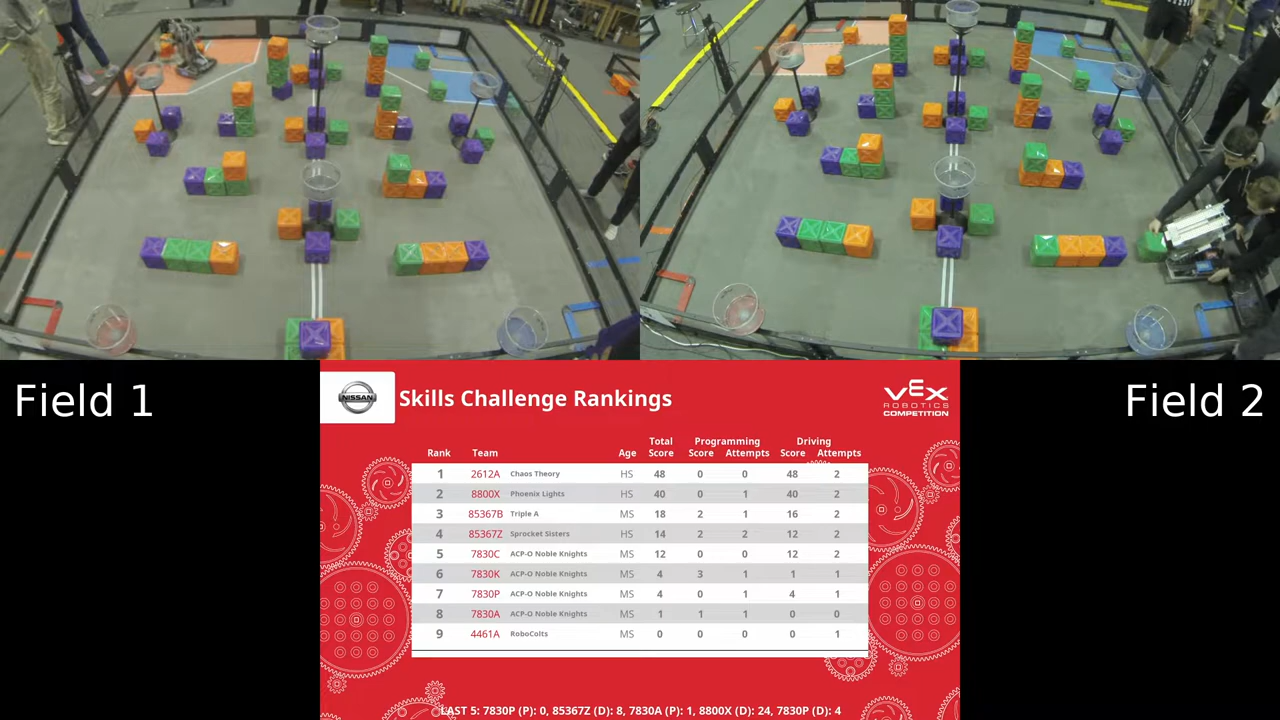 Field 1
Field 2
NISSAN
Skills Challenge Rankings
VEX
ROBOTICS
COMPETITION
Total Programming Driving
Rank Team Age Score Score Attempts Score Attempts
1 2612A Chaos Theory HS 48 0 0 48 2
2 8800X Phoenix Lights HS 40 0 1 40 2
3 85367B Triple A MS 18 2 1 16 2
4 85367Z Sprocket Sisters HS 14 2 2 12 2
5 7830C ACP-O Noble Knights MS 12 0 0 12 2
6 7830K ACP-O Noble Knights MS 4 3 1 1 1
7 7830P ACP-O Noble Knights MS 4 0 1 4 1
8 7830A ACP-O Noble Knights MS 1 1 1 0 0
9 4461A RoboColts MS 0 0 0 0 1
LAST 5: 7830P (P): 0, 85367Z (D): 8, 7830A (P): 1, 8800X (D): 24, 7830P (D): 4